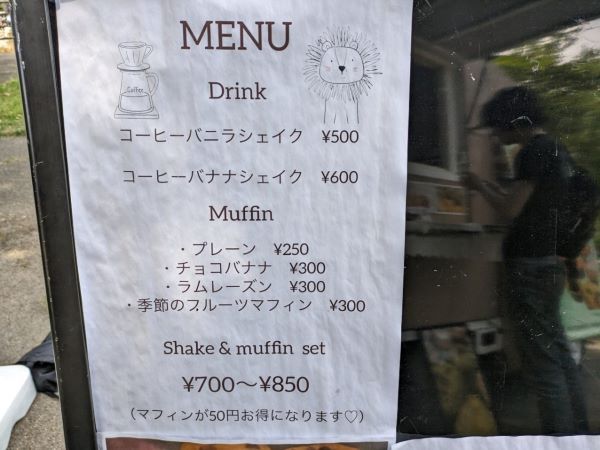 MENU
Coffee
Drink
コーヒーバニラシェイク ¥500
コーヒーバナナシェイク ¥600
Muffin
・プレーン ¥250
・チョコバナナ ¥300
・ラムレーズン ¥300
・季節のフルーツマフィン ¥300
Shake & muffin set
¥700〜¥850
（マフィンが50円お得になります♡）